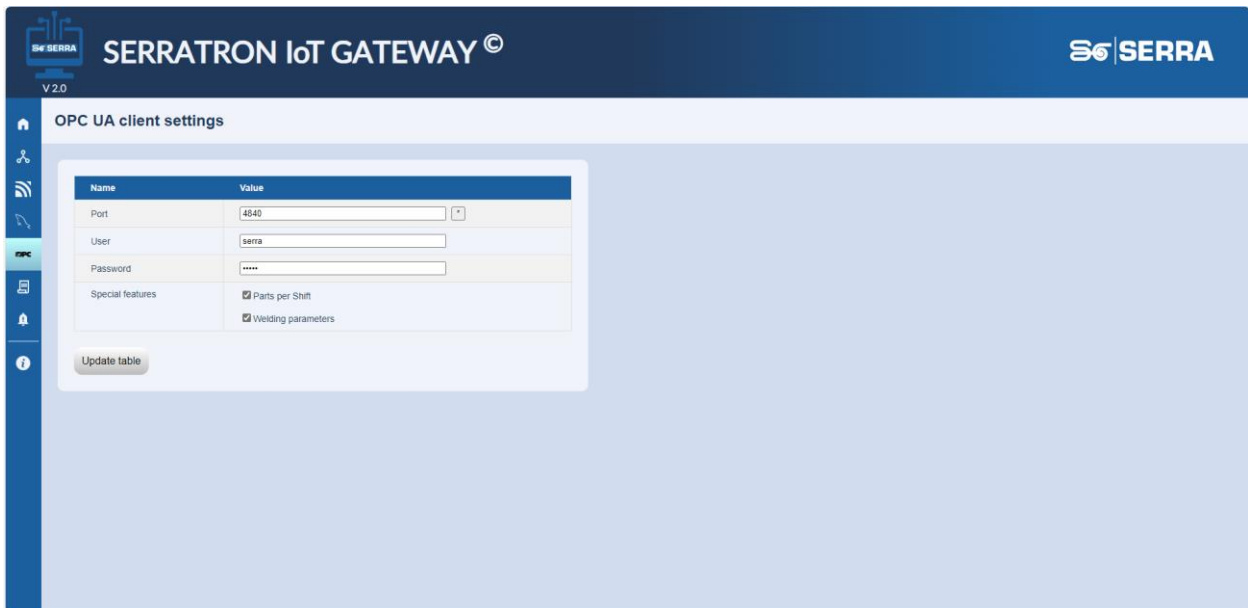 SERRA
SERRATRON IoT GATEWAY ©
SERRA
V 2.0
OPC UA client settings
Name Value
Port 4840 *
User serra
Password •••••
Special features Parts per Shift
Welding parameters
Update table
OPC